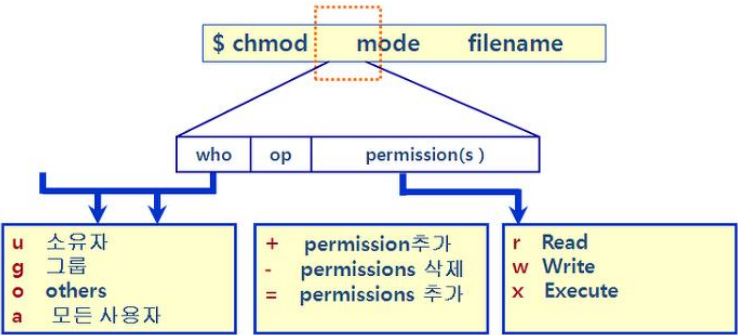 $ chmod mode filename
who op permission(s )
u 소유자
g 그룹
o others
a 모든 사용자
+ permission추가
- permissions 삭제
= permissions 추가
r Read
w Write
x Execute